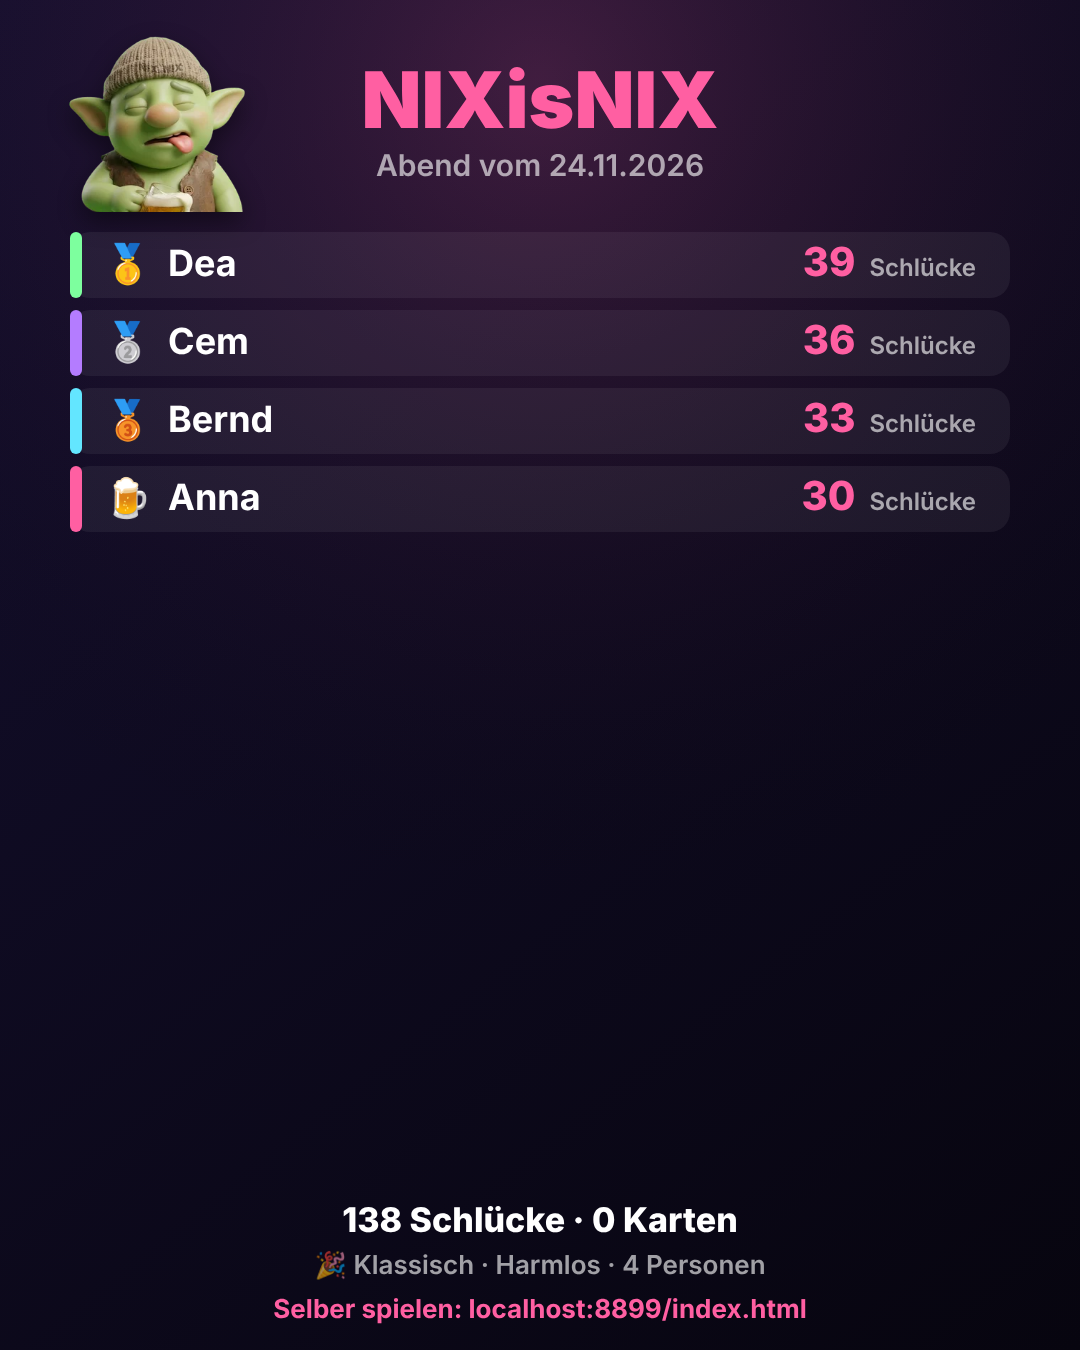 NIXisNIX
Abend vom 24.11.2026
🥇 Dea 39 Schlücke
🥈 Cem 36 Schlücke
🥉 Bernd 33 Schlücke
🍺 Anna 30 Schlücke
138 Schlücke · 0 Karten
🎉 Klassisch · Harmlos · 4 Personen
Selber spielen: localhost:8899/index.html